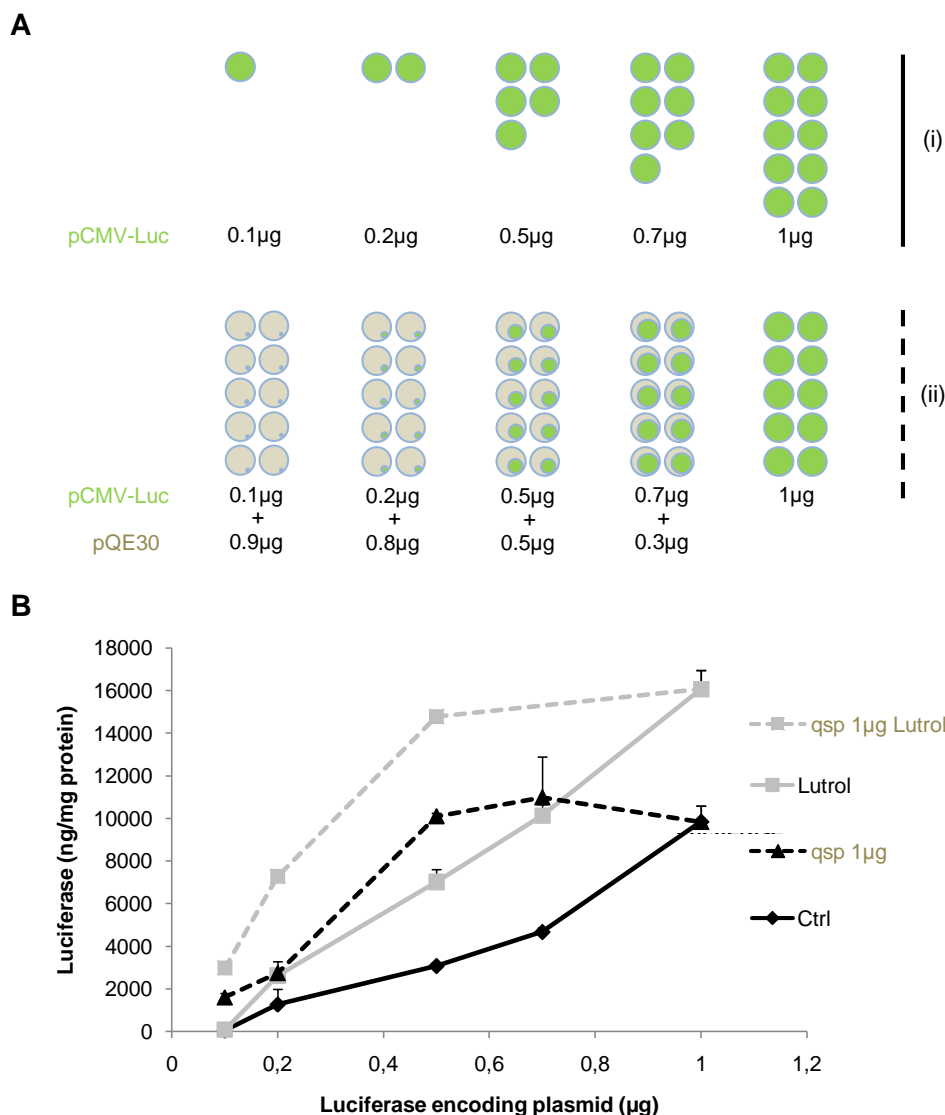 A
(i)
pCMV-Luc 0.1µg 0.2µg 0.5µg 0.7µg 1µg
(ii)
pCMV-Luc 0.1µg 0.2µg 0.5µg 0.7µg 1µg
+ + + +
pQE30 0.9µg 0.8µg 0.5µg 0.3µg
B
Luciferase (ng/mg protein)
18000
16000
14000
12000
10000
8000
6000
4000
2000
0
0 0,2 0,4 0,6 0,8 1 1,2
Luciferase encoding plasmid (µg)
qsp 1µg Lutrol
Lutrol
qsp 1µg
Ctrl